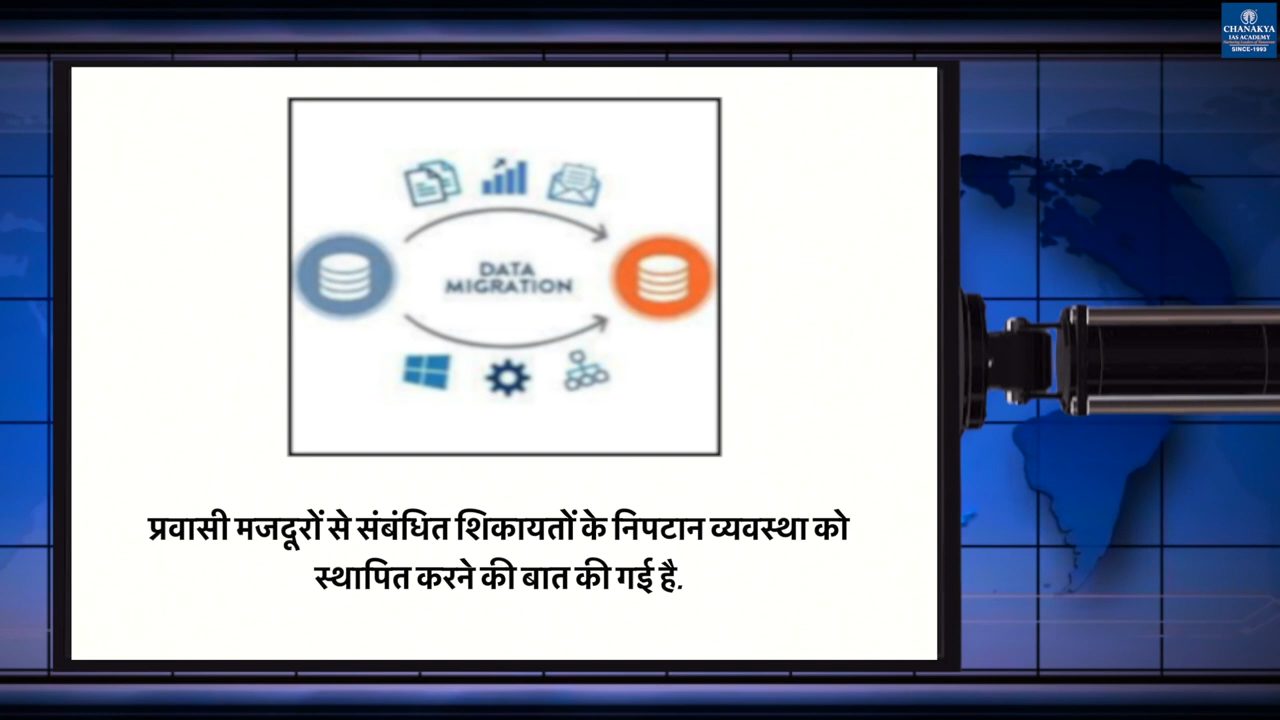 CHANAKYA
IAS ACADEMY
SINCE-1993
DATA
MIGRATION
प्रवासी मजदूरों से संबंधित शिकायतों के निपटान व्यवस्था को
स्थापित करने की बात की गई है.